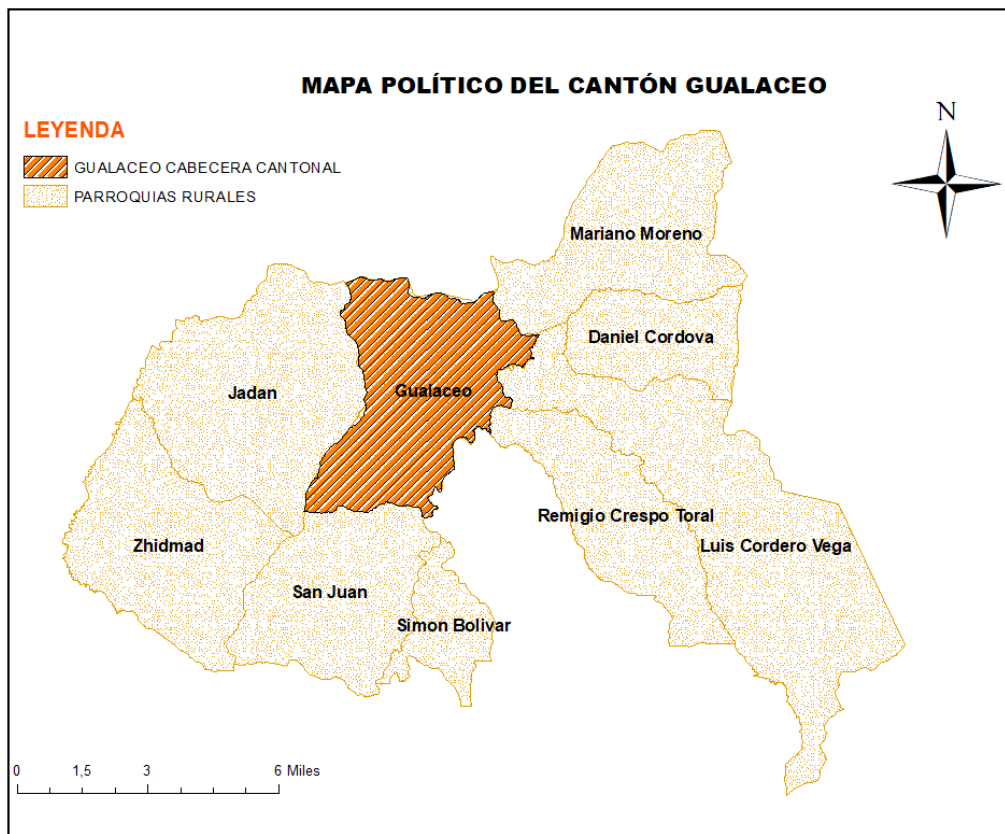 MAPA POLÍTICO DEL CANTÓN GUALACEO
N
LEYENDA
GUALACEO CABECERA CANTONAL
PARROQUIAS RURALES
Mariano Moreno
Daniel Cordova
Jadan
Gualaceo
Remigio Crespo Toral
Zhidmad
Luis Cordero Vega
San Juan
Simon Bolivar
0 1,5 3 6 Miles